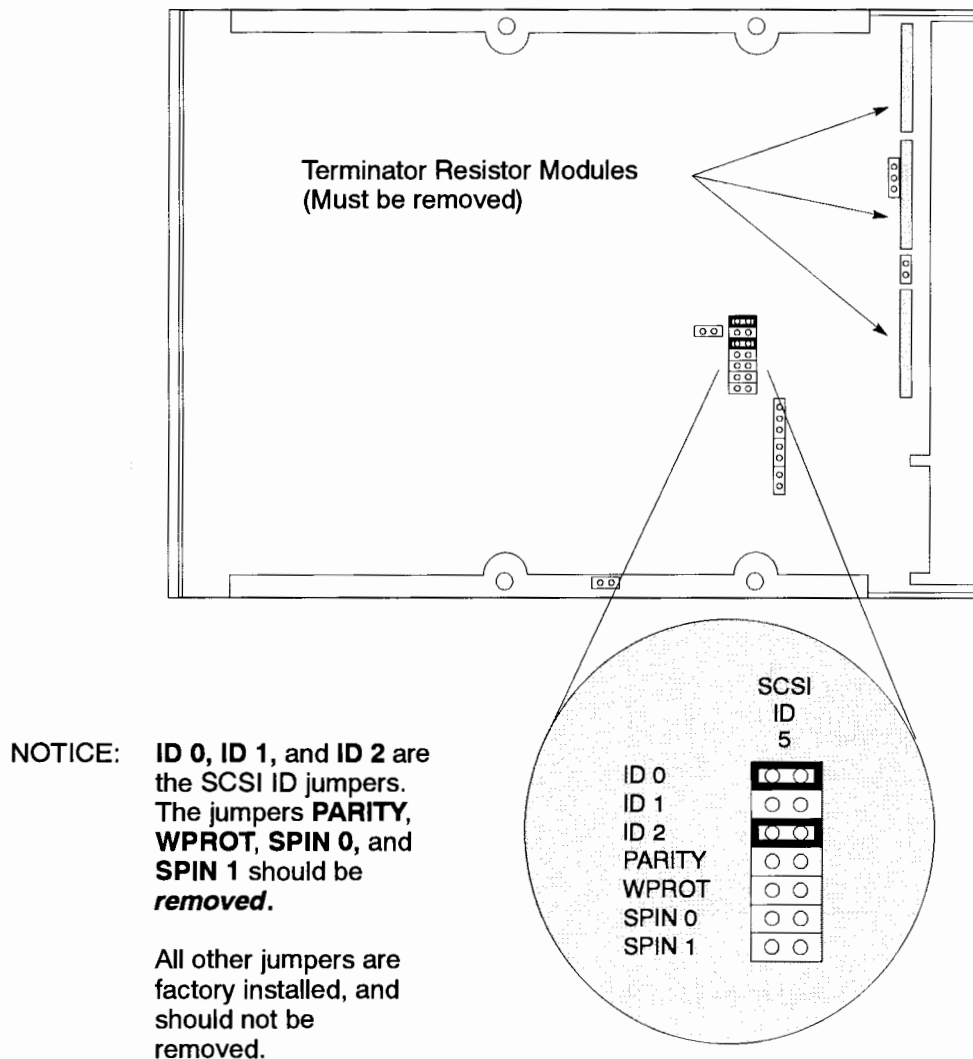 Terminator Resistor Modules
(Must be removed)
SCSI
ID
5
ID 0
ID 1
ID 2
PARITY
WPROT
SPIN 0
SPIN 1
NOTICE: ID 0, ID 1, and ID 2 are
the SCSI ID jumpers.
The jumpers PARITY,
WPROT, SPIN 0, and
SPIN 1 should be
removed.
All other jumpers are
factory installed, and
should not be
removed.